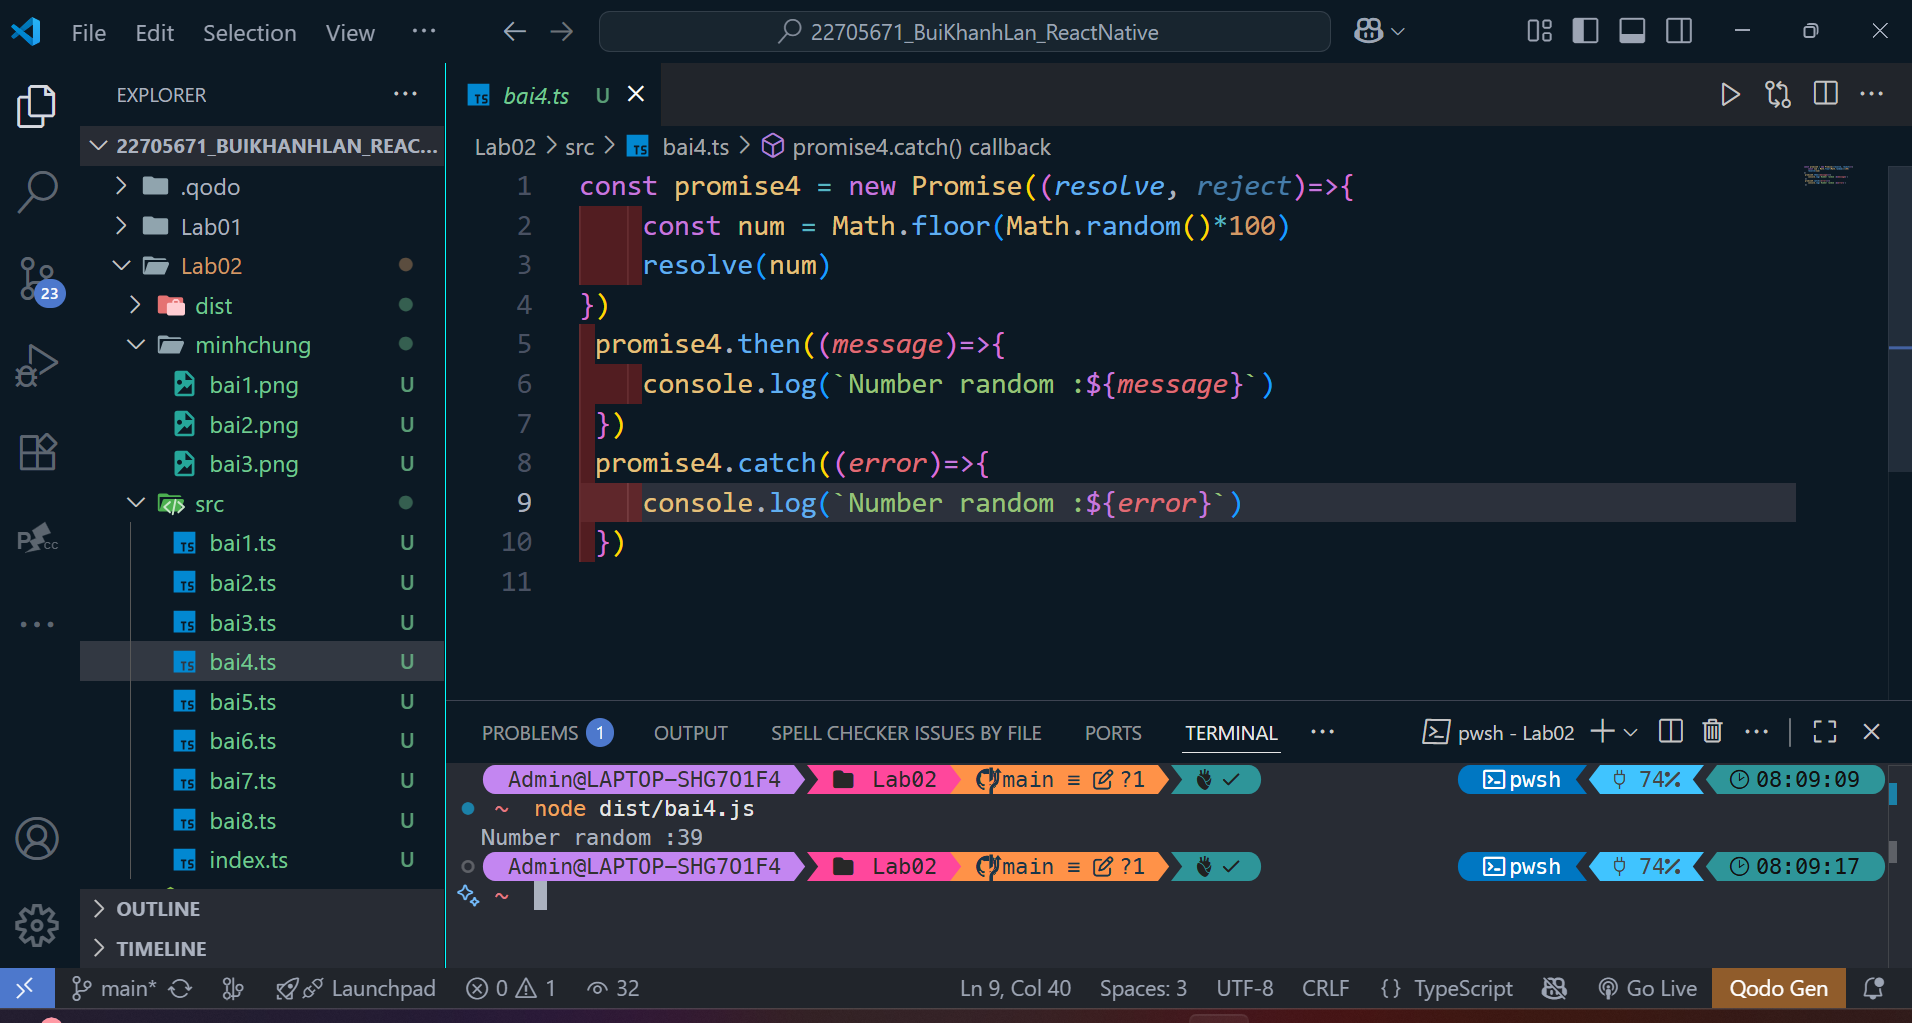 File Edit Selection View ··· 22705671_BuiKhanhLan_ReactNative
EXPLORER ···
22705671_BUIKHANHLAN_REAC...
.qodo
Lab01
Lab02
dist
minhchung
bai1.png U
bai2.png U
bai3.png U
src
bai1.ts U
bai2.ts U
bai3.ts U
bai4.ts U
bai5.ts U
bai6.ts U
bai7.ts U
bai8.ts U
index.ts U
OUTLINE
TIMELINE
23
TS bai4.ts U
Lab02 > src > TS bai4.ts > promise4.catch() callback
1 const promise4 = new Promise((resolve, reject)=>{
2 const num = Math.floor(Math.random()*100)
3 resolve(num)
4 })
5 promise4.then((message)=>{
6 console.log(`Number random :${message}`)
7 })
8 promise4.catch((error)=>{
9 console.log(`Number random :${error}`)
10 })
11
PROBLEMS 1 OUTPUT SPELL CHECKER ISSUES BY FILE PORTS TERMINAL ··· pwsh - Lab02
Admin@LAPTOP-SHG7O1F4 Lab02 main ≡ ?1 ✓ pwsh 74% 08:09:09
~ node dist/bai4.js
Number random :39
Admin@LAPTOP-SHG7O1F4 Lab02 main ≡ ?1 ✓ pwsh 74% 08:09:17
~
main* Launchpad 0 1 32 Ln 9, Col 40 Spaces: 3 UTF-8 CRLF {} TypeScript Go Live Qodo Gen